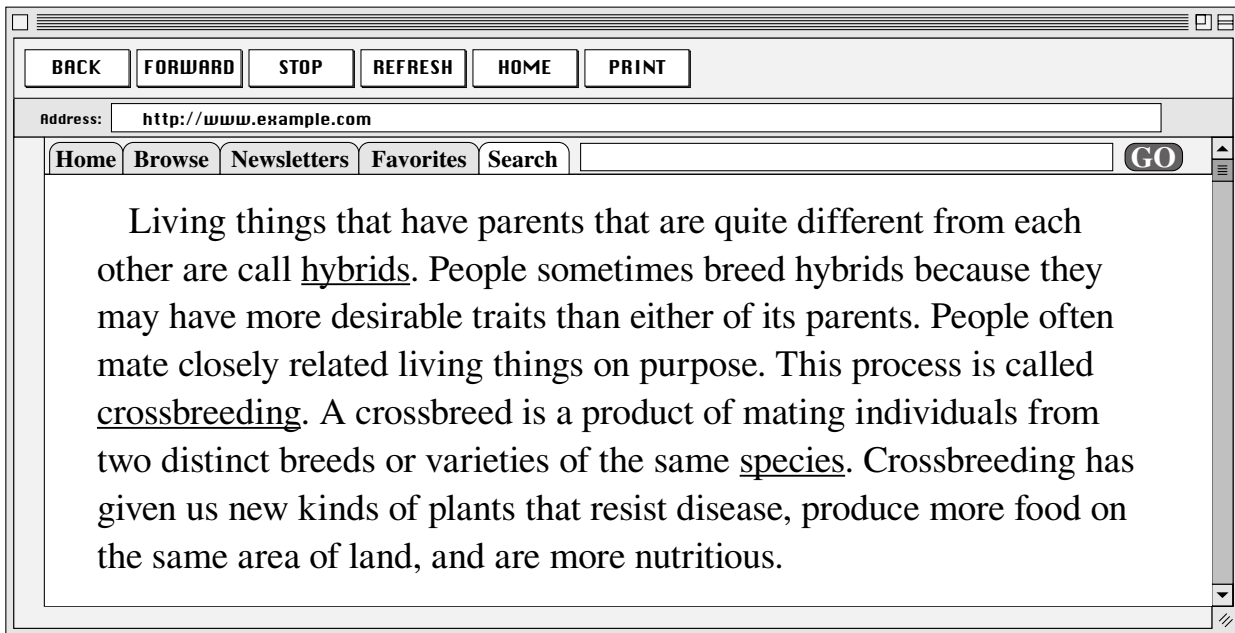 BACK FORWARD STOP REFRESH HOME PRINT
Address: http://www.example.com
Home Browse Newsletters Favorites Search GO
Living things that have parents that are quite different from each
other are call hybrids. People sometimes breed hybrids because they
may have more desirable traits than either of its parents. People often
mate closely related living things on purpose. This process is called
crossbreeding. A crossbreed is a product of mating individuals from
two distinct breeds or varieties of the same species. Crossbreeding has
given us new kinds of plants that resist disease, produce more food on
the same area of land, and are more nutritious.